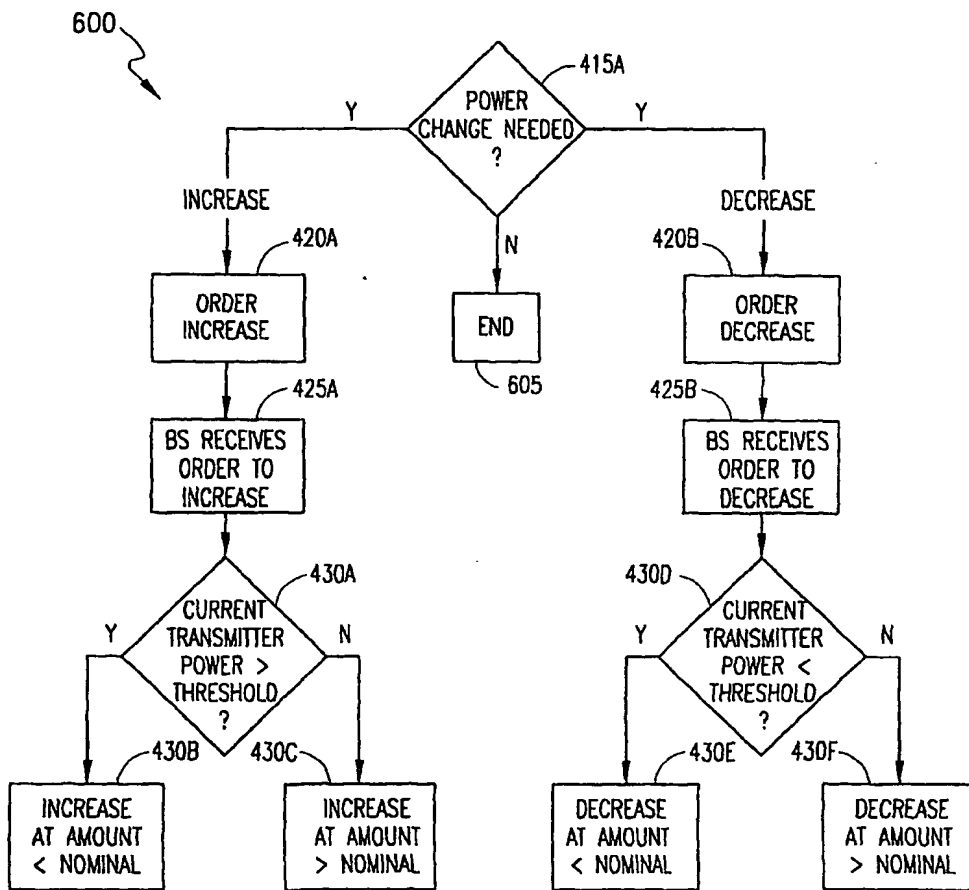 600
415A
POWER
CHANGE NEEDED
?
Y
Y
INCREASE
DECREASE
N
420A
420B
ORDER
INCREASE
END
ORDER
DECREASE
605
425A
425B
BS RECEIVES
ORDER TO
INCREASE
BS RECEIVES
ORDER TO
DECREASE
430A
430D
CURRENT
TRANSMITTER
POWER >
THRESHOLD
?
Y
N
CURRENT
TRANSMITTER
POWER <
THRESHOLD
?
Y
N
430B
430C
430E
430F
INCREASE
AT AMOUNT
< NOMINAL
INCREASE
AT AMOUNT
> NOMINAL
DECREASE
AT AMOUNT
< NOMINAL
DECREASE
AT AMOUNT
> NOMINAL